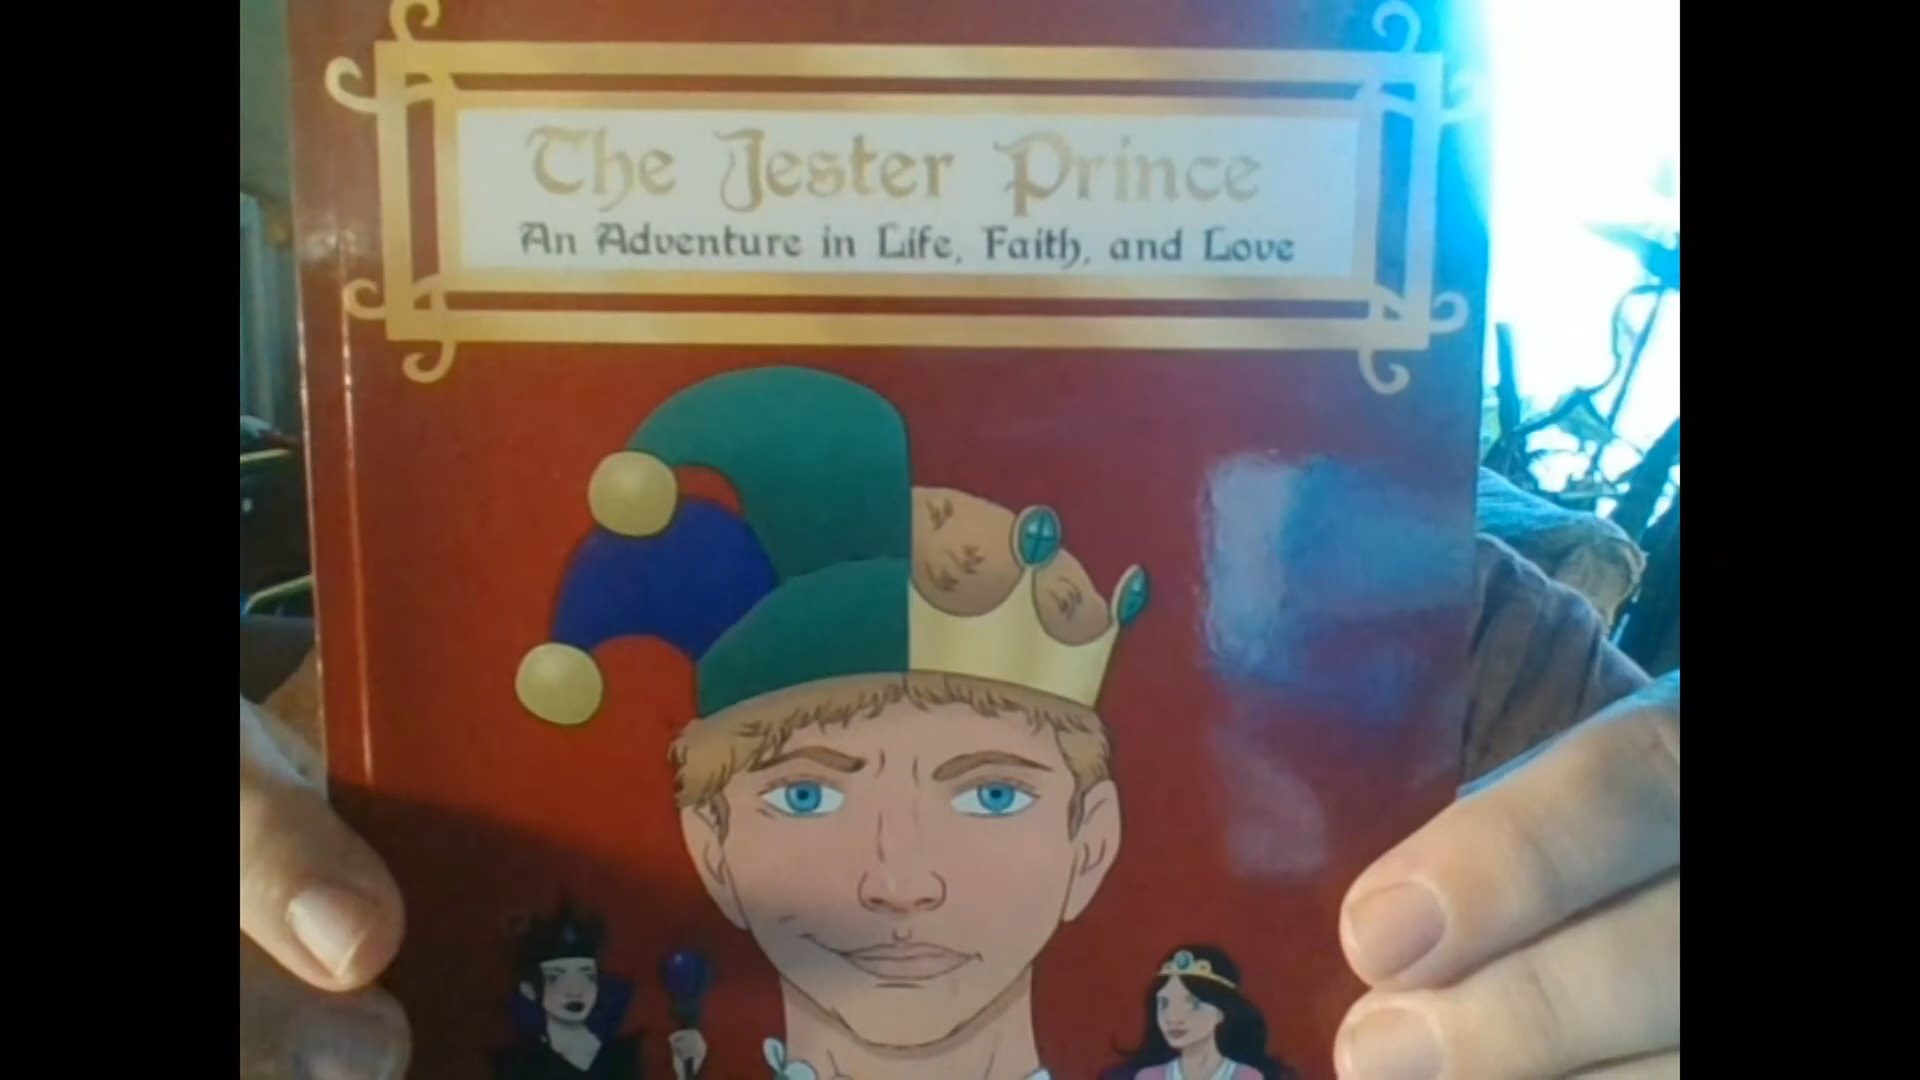 The Jester Prince
An Adventure in Life, Faith, and Love